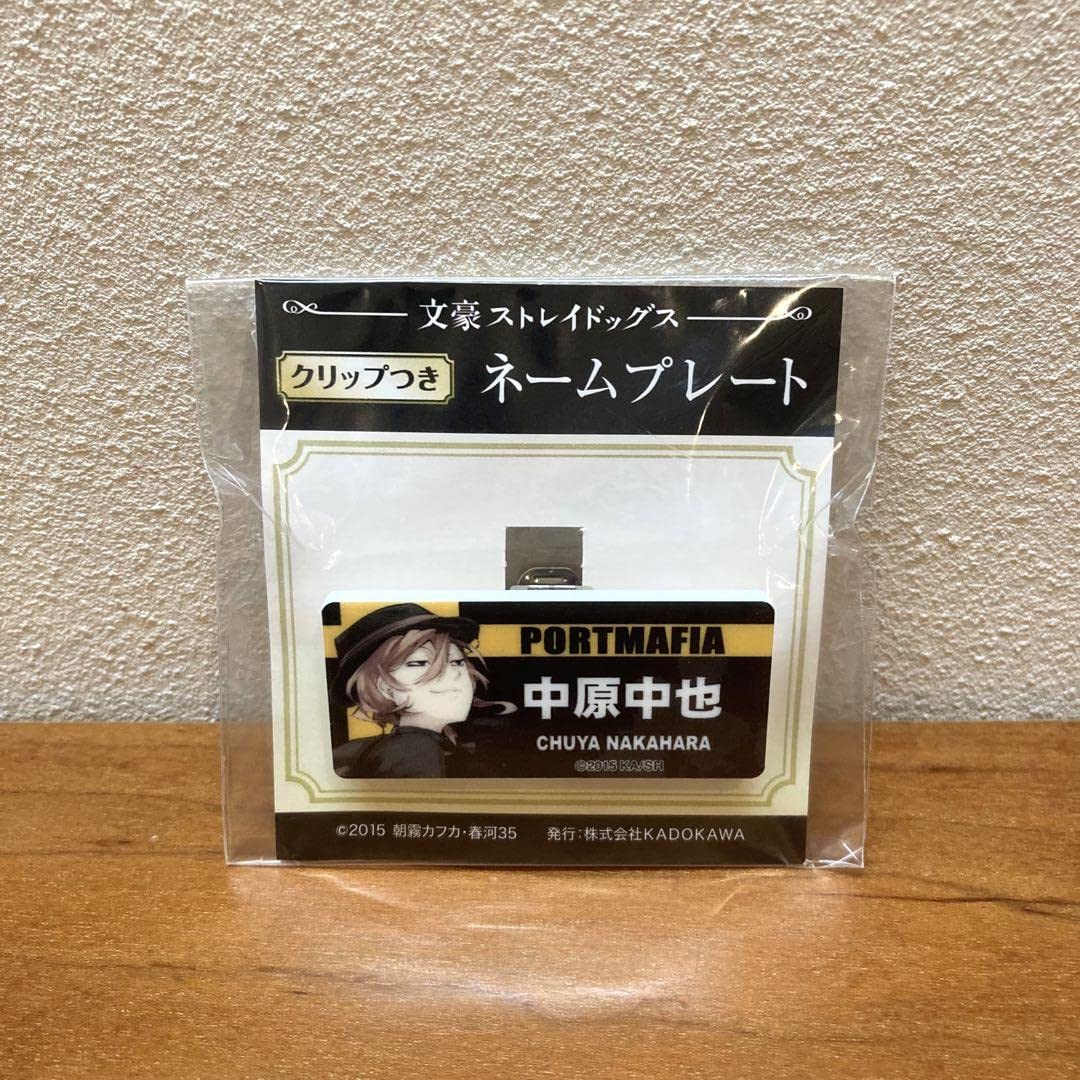 文豪ストレイドッグス
クリップつき ネームプレート
PORTMAFIA
中原中也
CHUYA NAKAHARA
©2015 KA/SH
©2015 朝霧カフカ・春河35 発行:株式会社KADOKAWA